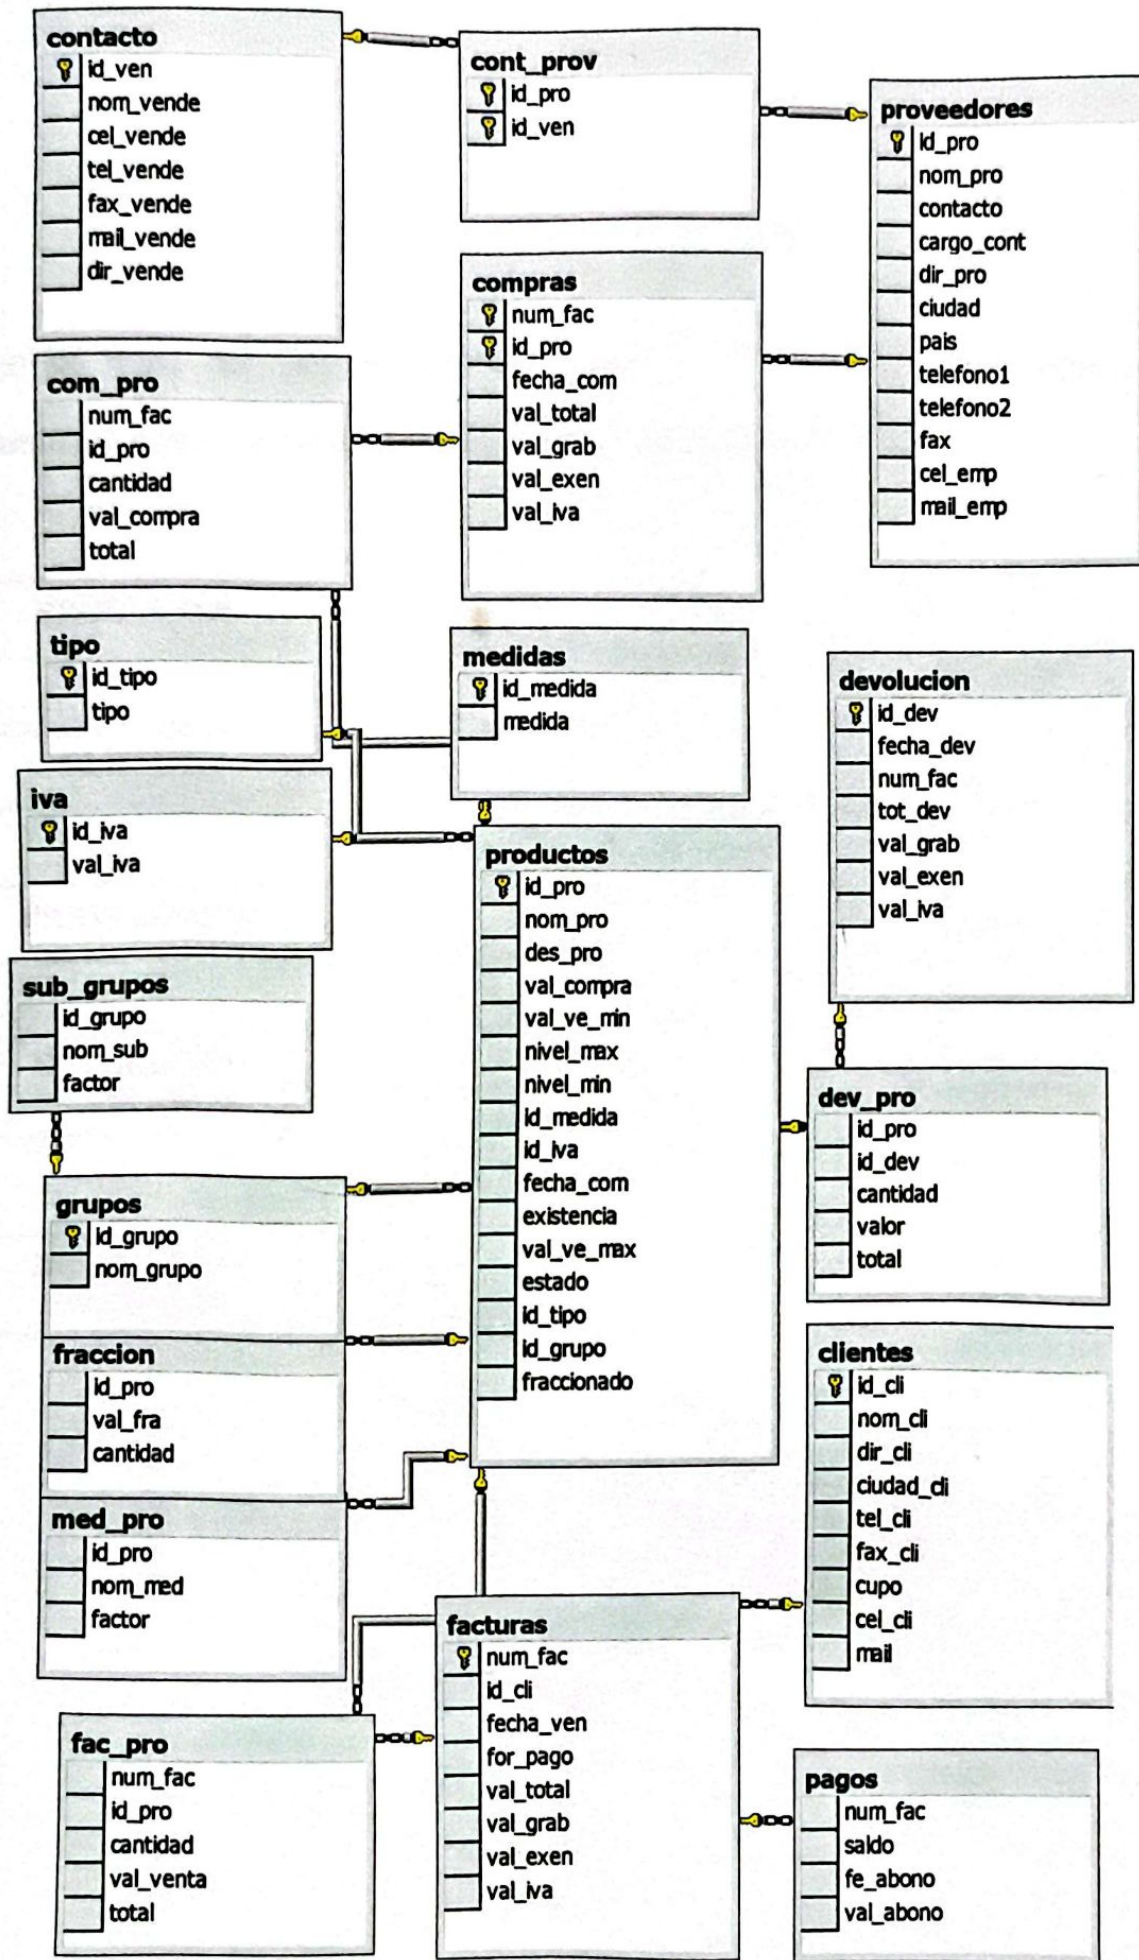 contacto
id_ven
nom_vende
cel_vende
tel_vende
fax_vende
mail_vende
dir_vende
cont_prov
id_pro
id_ven
proveedores
id_pro
nom_pro
contacto
cargo_cont
dir_pro
ciudad
pais
telefono1
telefono2
fax
cel_emp
mail_emp
compras
num_fac
id_pro
fecha_com
val_total
val_grab
val_exen
val_iva
com_pro
num_fac
id_pro
cantidad
val_compra
total
tipo
id_tipo
tipo
medidas
id_medida
medida
devolucion
id_dev
fecha_dev
num_fac
tot_dev
val_grab
val_exen
val_iva
iva
id_iva
val_iva
productos
id_pro
nom_pro
des_pro
val_compra
val_ve_min
nivel_max
nivel_min
id_medida
id_iva
fecha_com
existencia
val_ve_max
estado
id_tipo
id_grupo
fraccionado
sub_grupos
id_grupo
nom_sub
factor
dev_pro
id_pro
id_dev
cantidad
valor
total
grupos
id_grupo
nom_grupo
fraccion
id_pro
val_fra
cantidad
clientes
id_cli
nom_cli
dir_cli
ciudad_cli
tel_cli
fax_cli
cupo
cel_cli
mail
med_pro
id_pro
nom_med
factor
facturas
num_fac
id_cli
fecha_ven
for_pago
val_total
val_grab
val_exen
val_iva
fac_pro
num_fac
id_pro
cantidad
val_venta
total
pagos
num_fac
saldo
fe_abono
val_abono